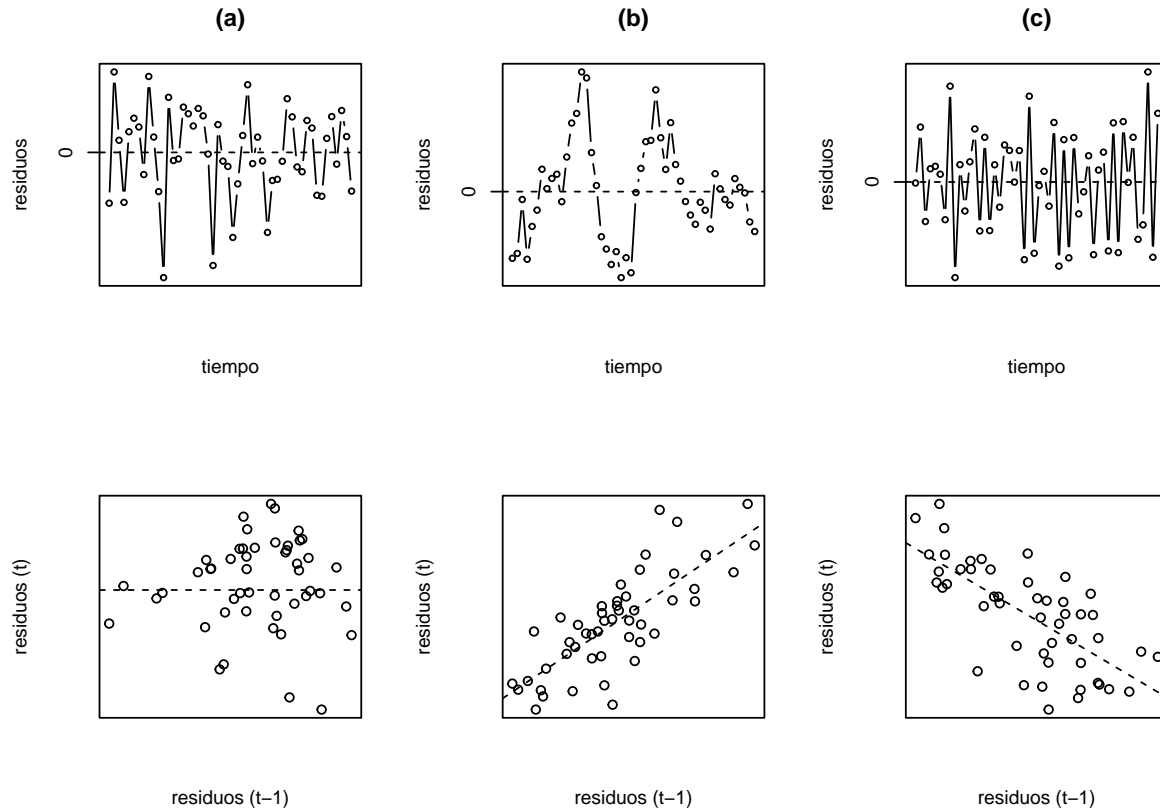 (a)
residuos
0
tiempo
(b)
residuos
0
tiempo
(c)
residuos
0
tiempo
residuos (t)
residuos (t−1)
residuos (t)
residuos (t−1)
residuos (t)
residuos (t−1)